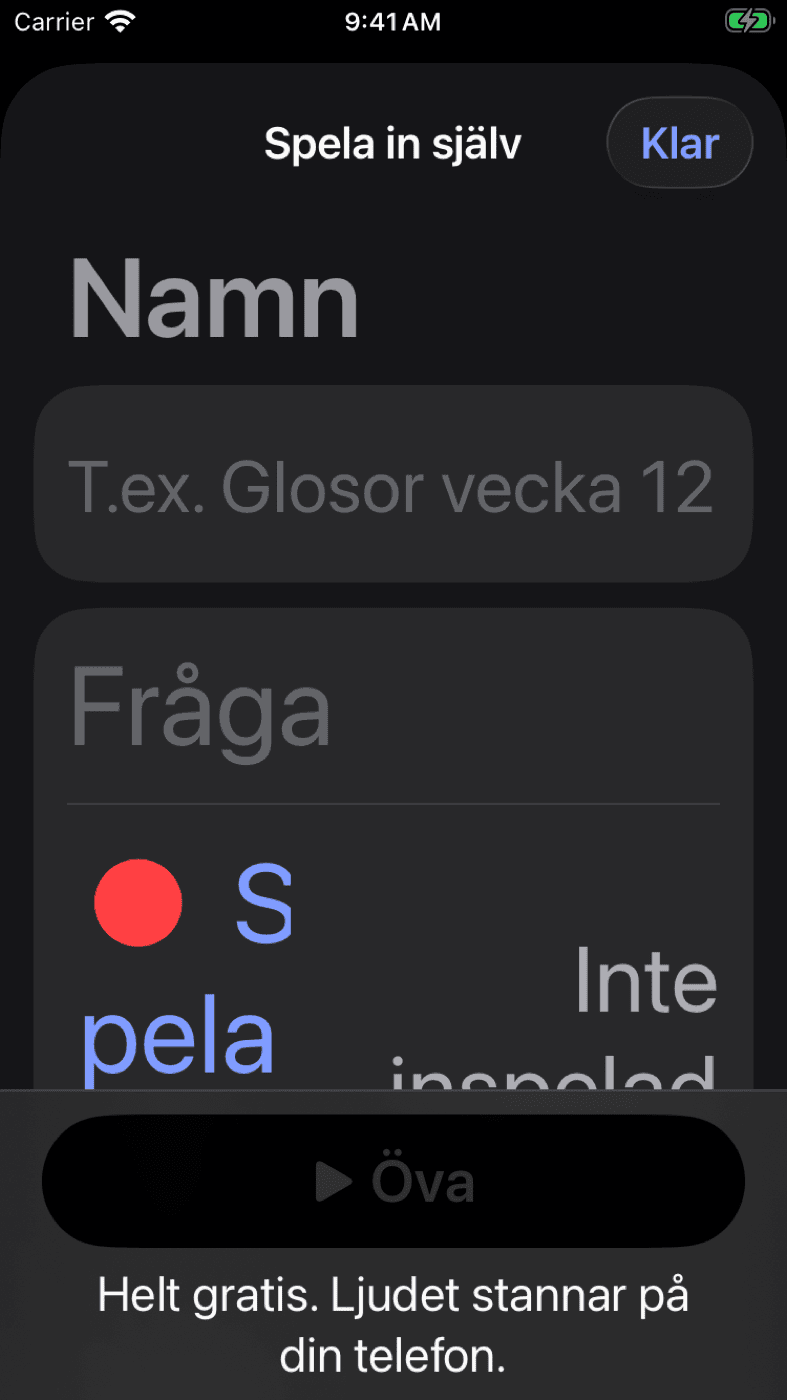 Carrier
9:41 AM
Spela in själv
Klar
Namn
T.ex. Glosor vecka 12
Fråga
S
pela
Inte
inspelad
Öva
Helt gratis. Ljudet stannar på
din telefon.